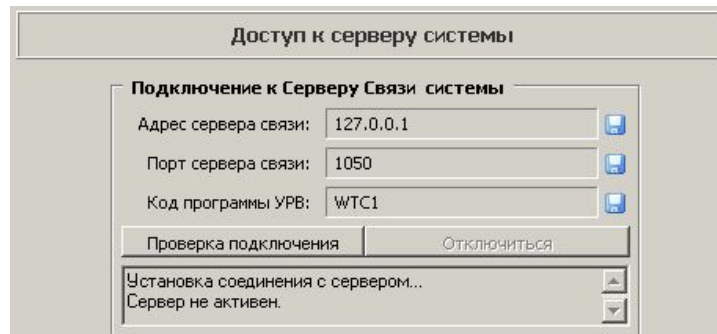 Доступ к серверу системы
Подключение к Серверу Связи системы
Адрес сервера связи: 127.0.0.1
Порт сервера связи: 1050
Код программы УРВ: WTC1
Проверка подключения Отключиться
Установка соединения с сервером...
Сервер не активен.